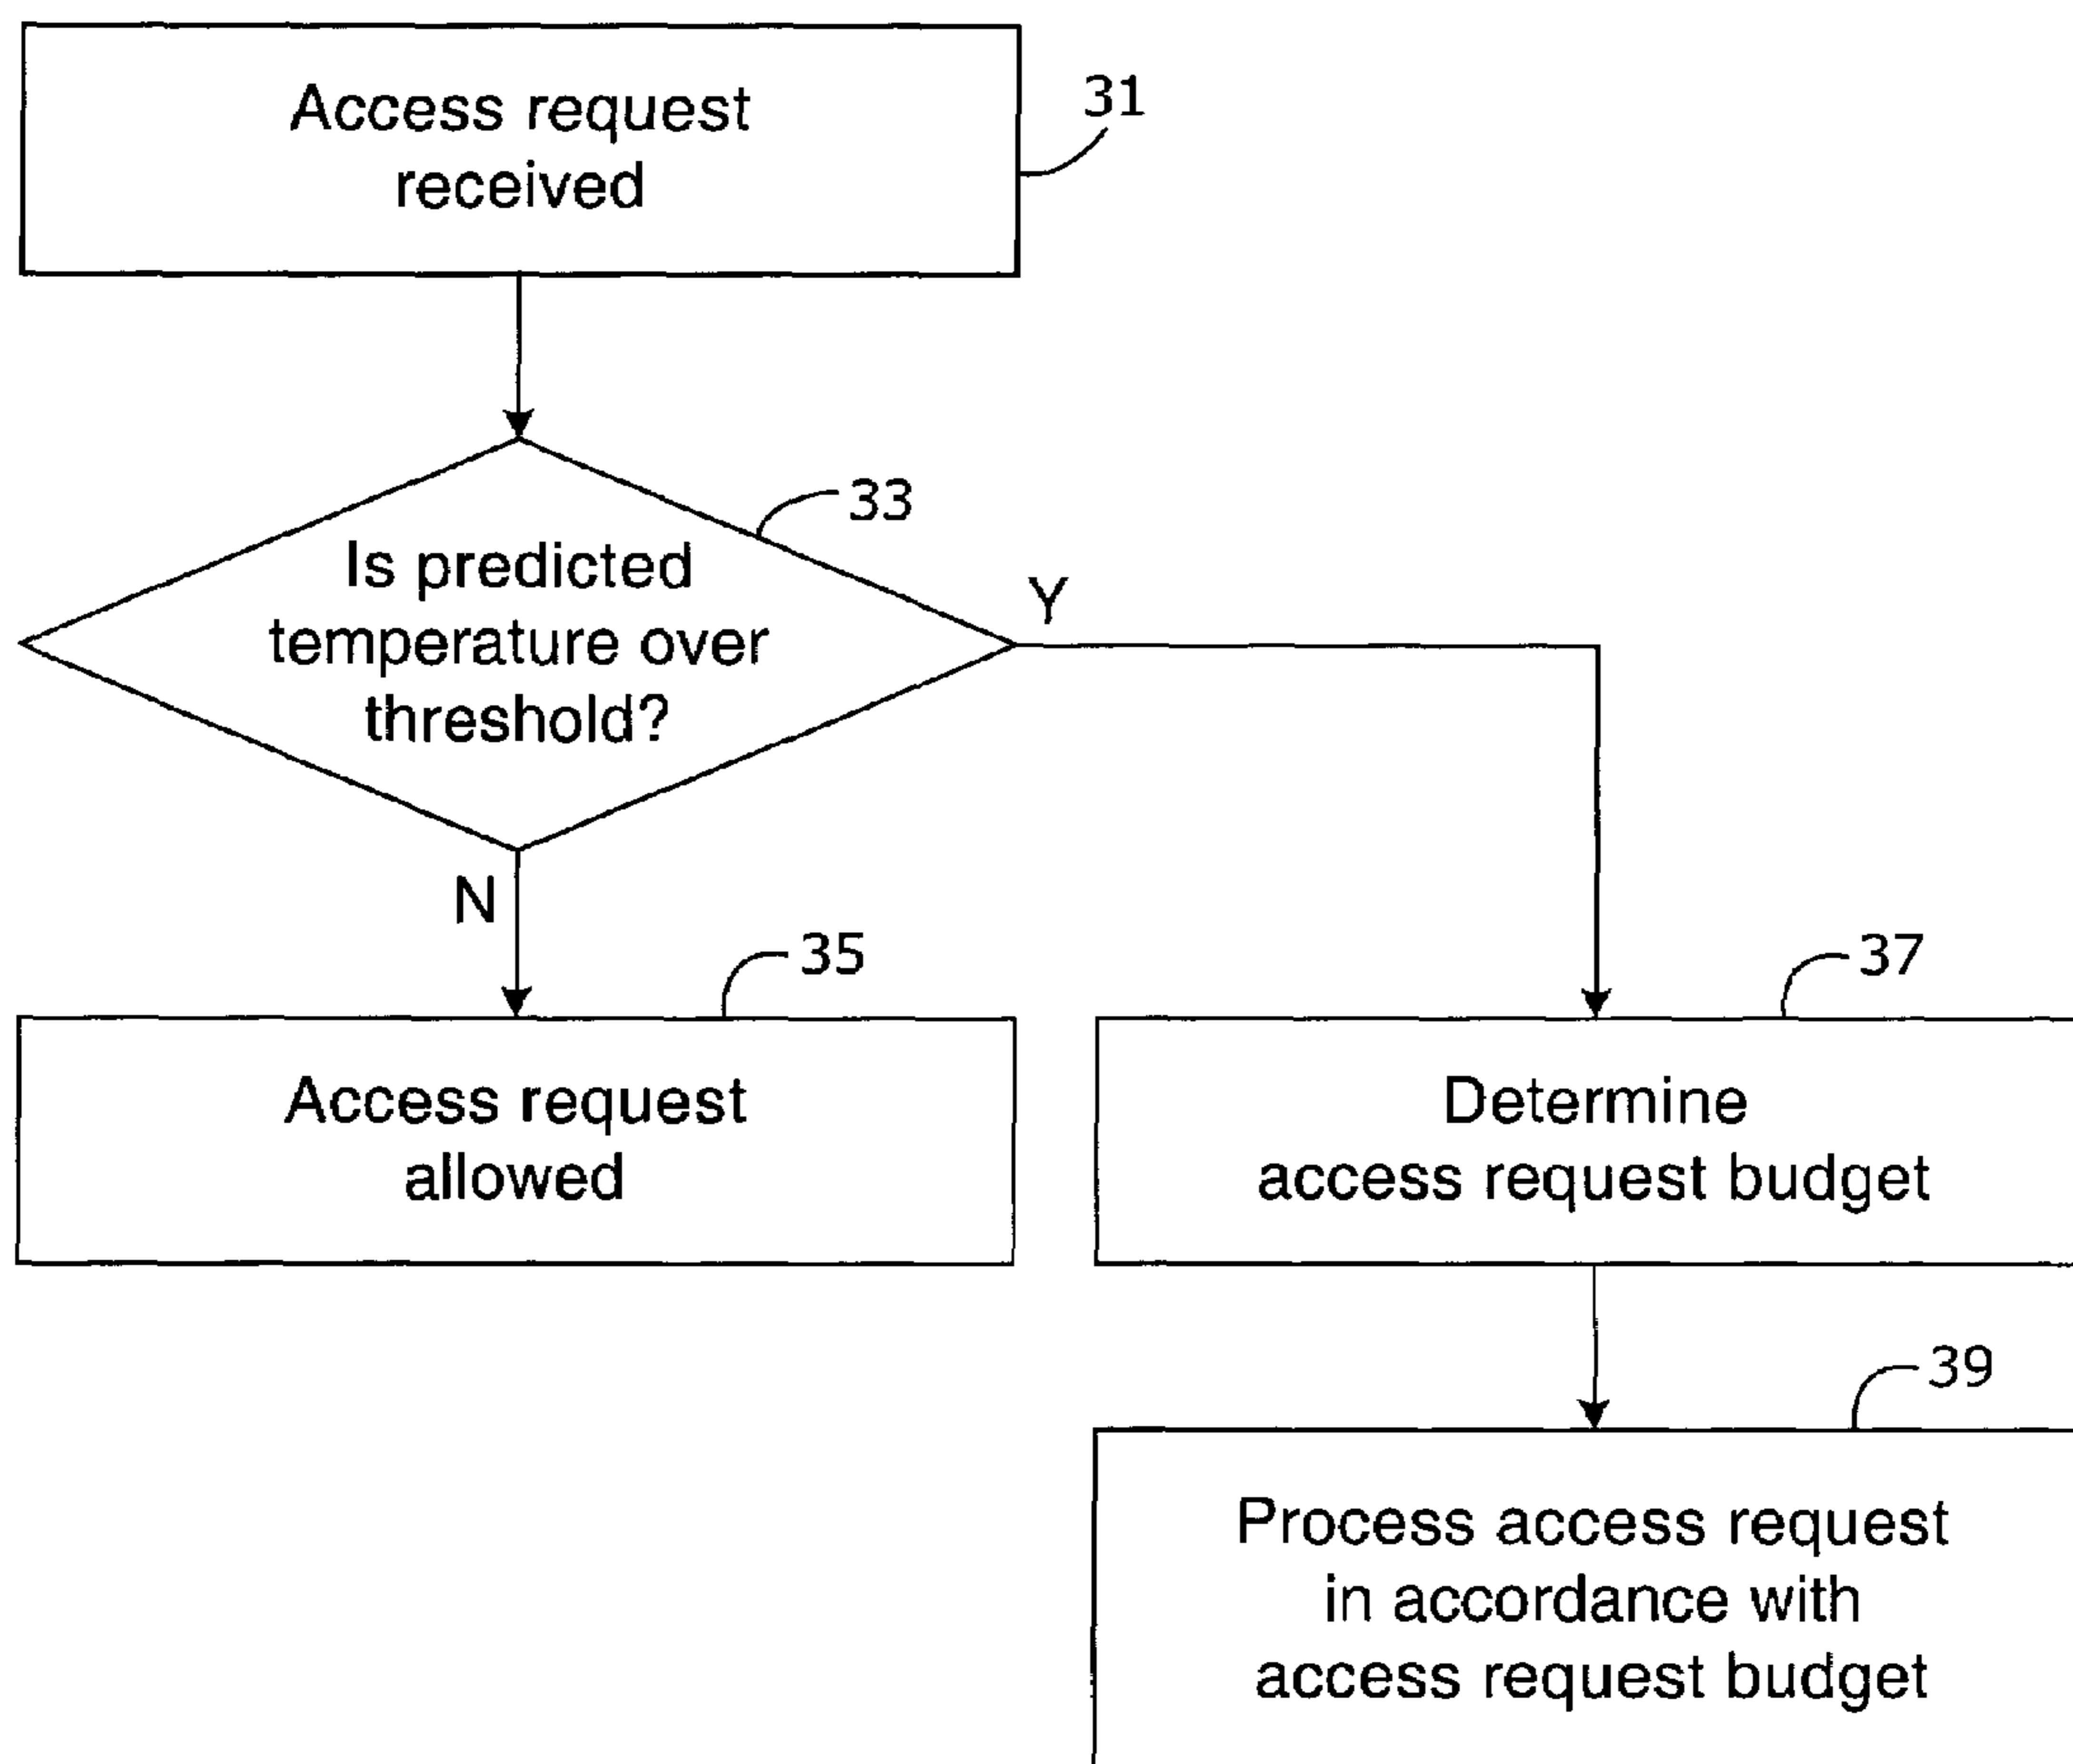 Access request
received
31
33
Is predicted
temperature over
threshold?
Y
N
35
Access request
allowed
37
Determine
access request budget
39
Process access request
in accordance with
access request budget